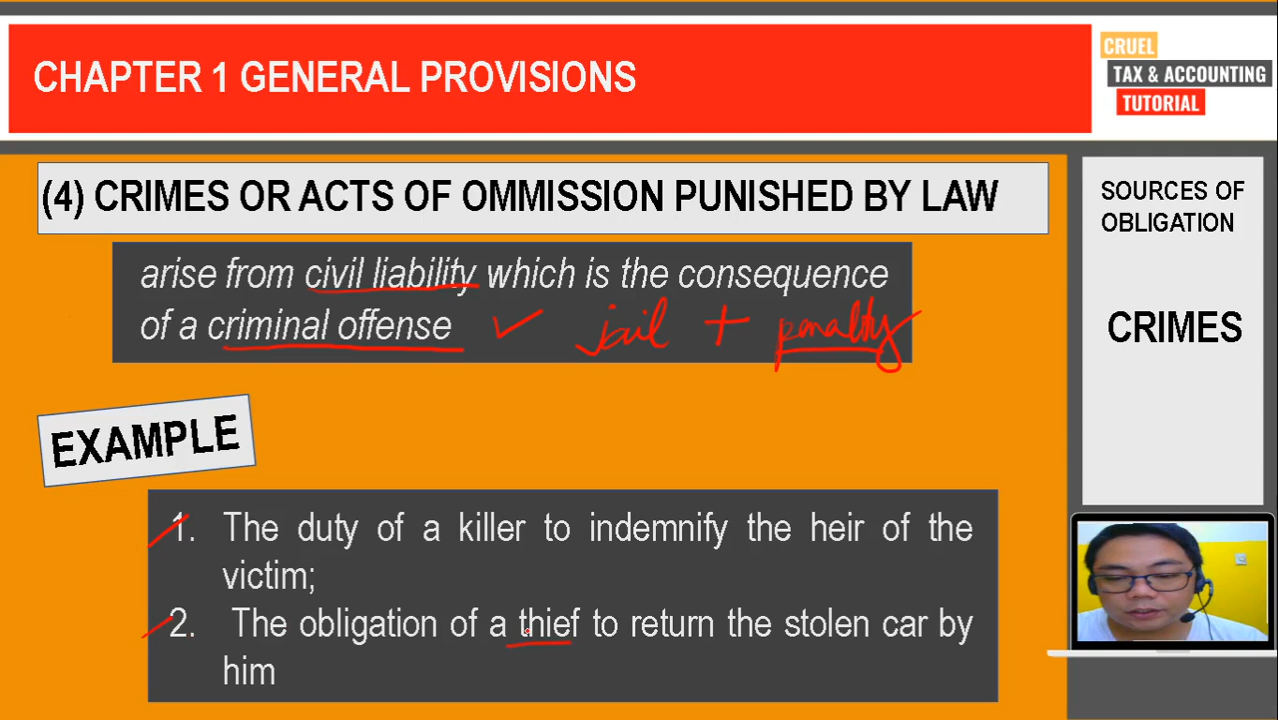 CHAPTER 1 GENERAL PROVISIONS
CRUEL
TAX & ACCOUNTING
TUTORIAL
(4) CRIMES OR ACTS OF OMMISSION PUNISHED BY LAW
SOURCES OF
OBLIGATION
CRIMES
arise from civil liability which is the consequence
of a criminal offense jail + penalty
EXAMPLE
1. The duty of a killer to indemnify the heir of the
victim;
2. The obligation of a thief to return the stolen car by
him